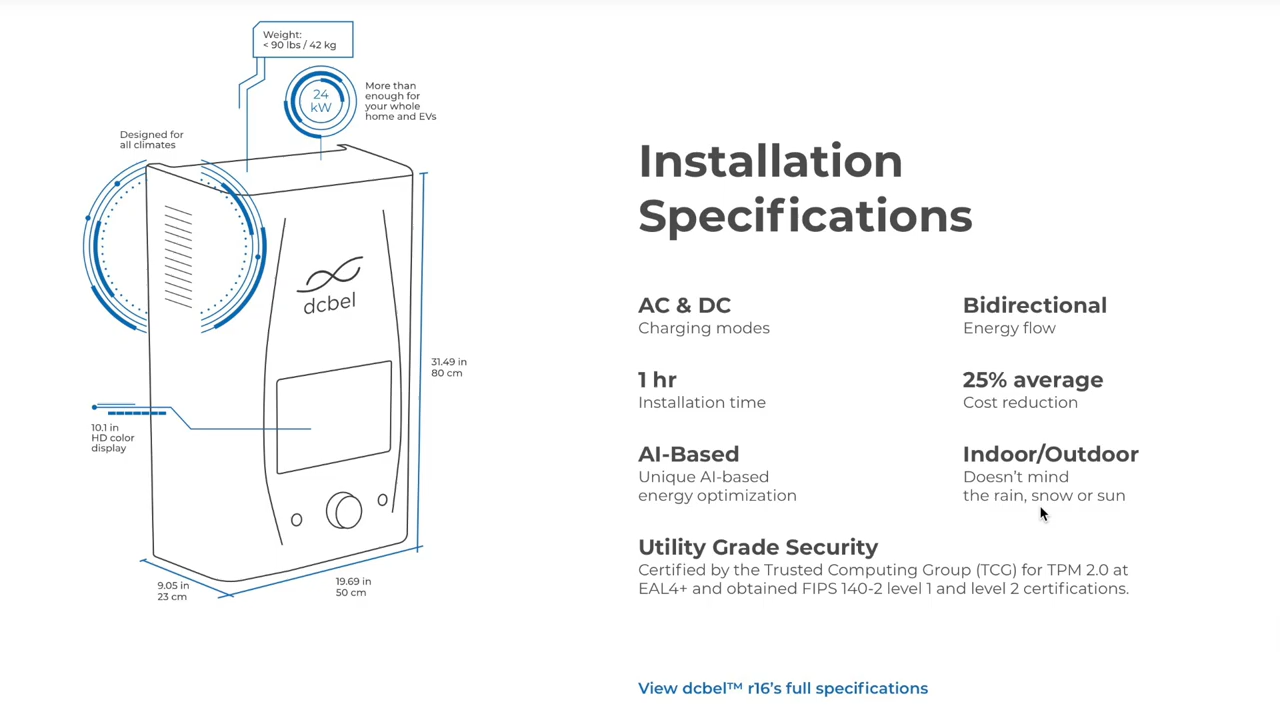 Weight:
< 90 lbs / 42 kg
24
kW
More than
enough for
your whole
home and EVs
Designed for
all climates
dcbel
31.49 in
80 cm
10.1 in
HD color
display
9.05 in
23 cm
19.69 in
50 cm
Installation
Specifications
AC & DC
Charging modes
Bidirectional
Energy flow
1 hr
Installation time
25% average
Cost reduction
AI-Based
Unique AI-based
energy optimization
Indoor/Outdoor
Doesn't mind
the rain, snow or sun
Utility Grade Security
Certified by the Trusted Computing Group (TCG) for TPM 2.0 at
EAL4+ and obtained FIPS 140-2 level 1 and level 2 certifications.
View dcbel™ r16's full specifications